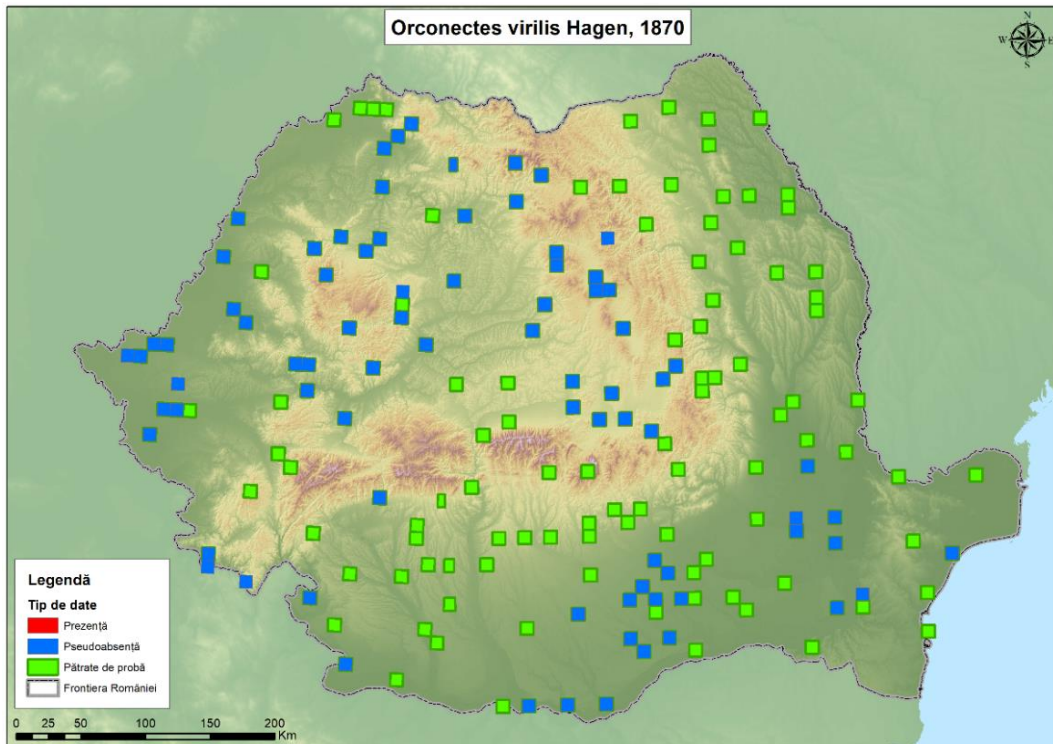 Orconectes virilis Hagen, 1870
N
W E
S
Legendă
Tip de date
Prezență
Pseudoabsență
Pătrate de probă
Frontiera României
0 50 100 150 200
Km